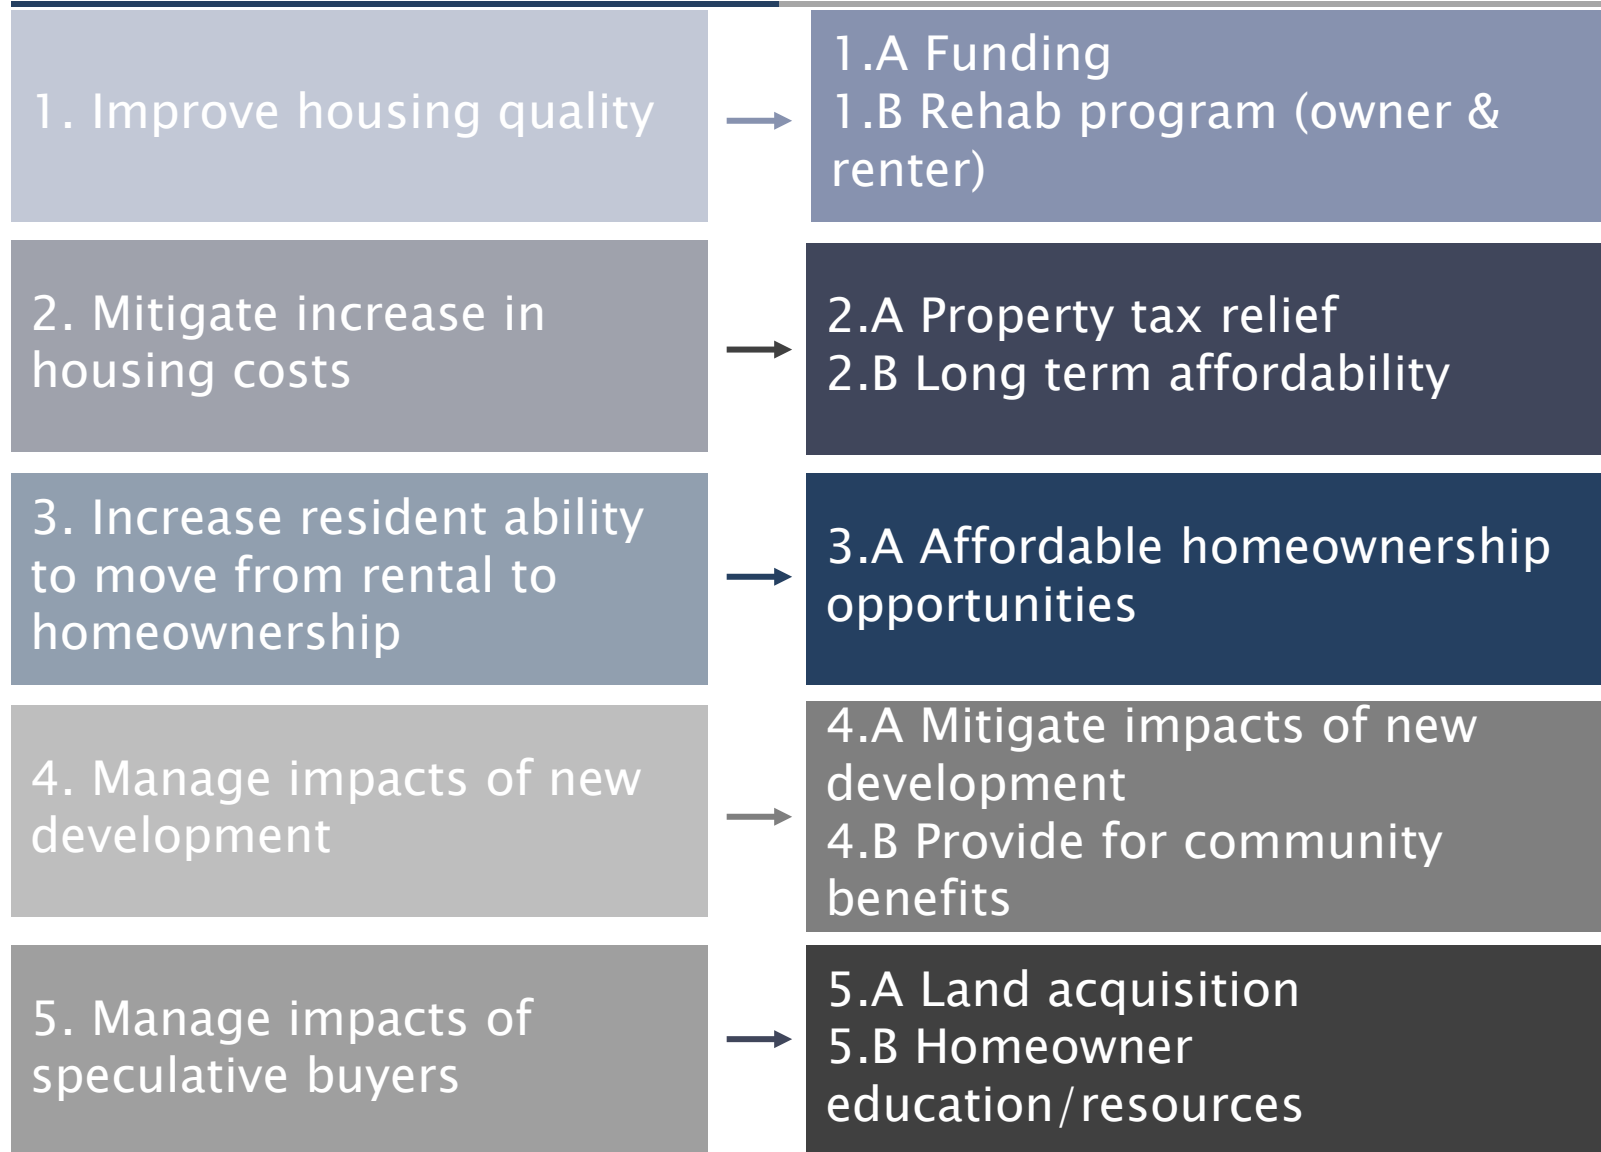 1. Improve housing quality
1.A Funding
1.B Rehab program (owner &
renter)
2. Mitigate increase in
housing costs
2.A Property tax relief
2.B Long term affordability
3. Increase resident ability
to move from rental to
homeownership
3.A Affordable homeownership
opportunities
4. Manage impacts of new
development
4.A Mitigate impacts of new
development
4.B Provide for community
benefits
5. Manage impacts of
speculative buyers
5.A Land acquisition
5.B Homeowner
education/resources